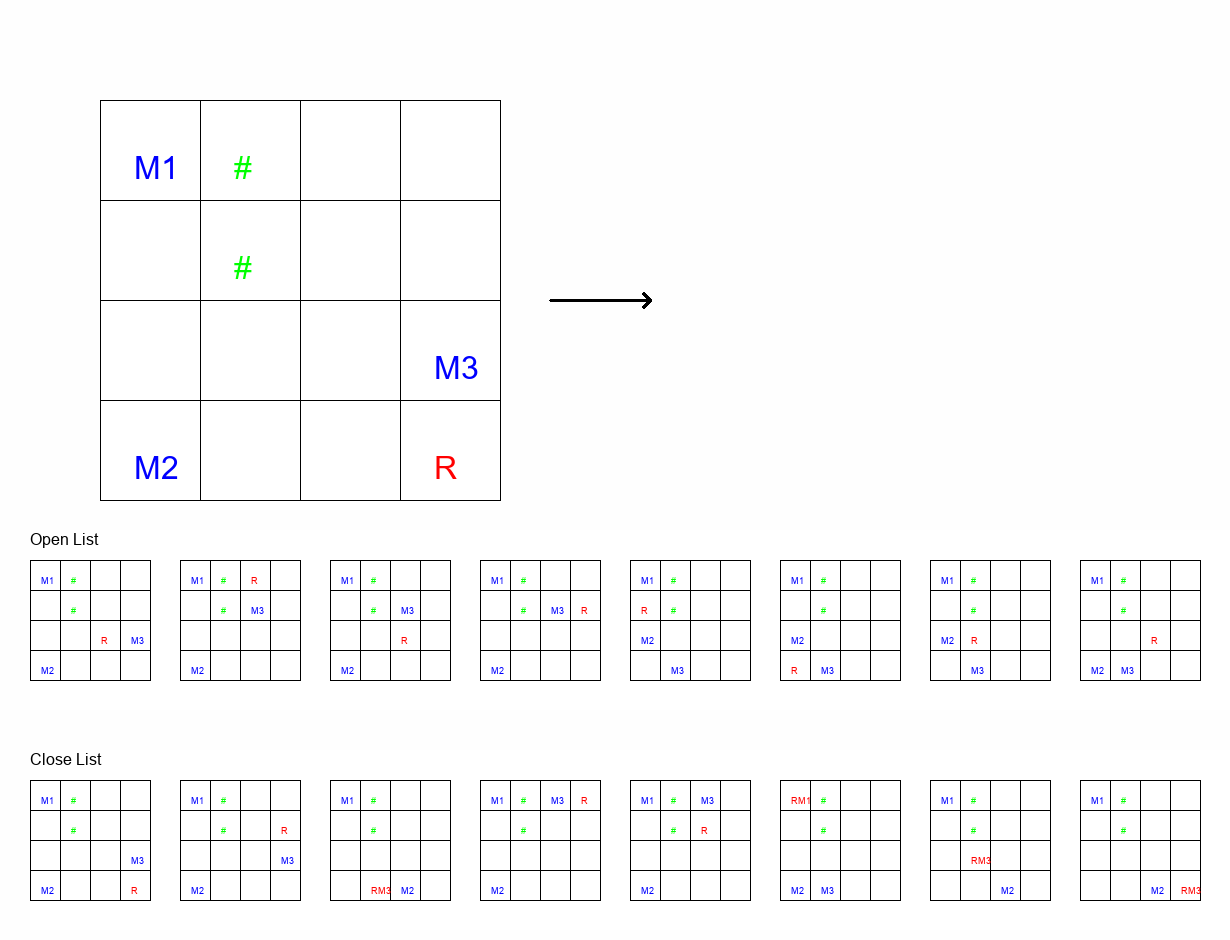 M1 #
#
M3
M2 R
Open List
M1 # M1 # R M1 # M1 # M1 # M1 # M1 # M1 #
# # M3 # M3 # M3 R R # # # #
R M3 R M2 M2 M2 R R
M2 M2 M2 M2 M3 R M3 M3 M2 M3
Close List
M1 # M1 # M1 # M1 # M3 R M1 # M3 RM1 # M1 # M1 #
# # R # # # R # # #
M3 M3 RM3
M2 R M2 RM3 M2 M2 M2 M2 M3 M2 M2 RM3